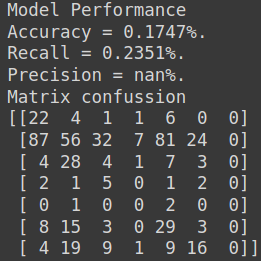 Model Performance
Accuracy = 0.1747%.
Recall = 0.2351%.
Precision = nan%.
Matrix confussion
[[22  4  1  1  6  0  0]
 [87 56 32  7 81 24  0]
 [ 4 28  4  1  7  3  0]
 [ 2  1  5  0  1  2  0]
 [ 0  1  0  0  2  0  0]
 [ 8 15  3  0 29  3  0]
 [ 4 19  9  1  9 16  0]]